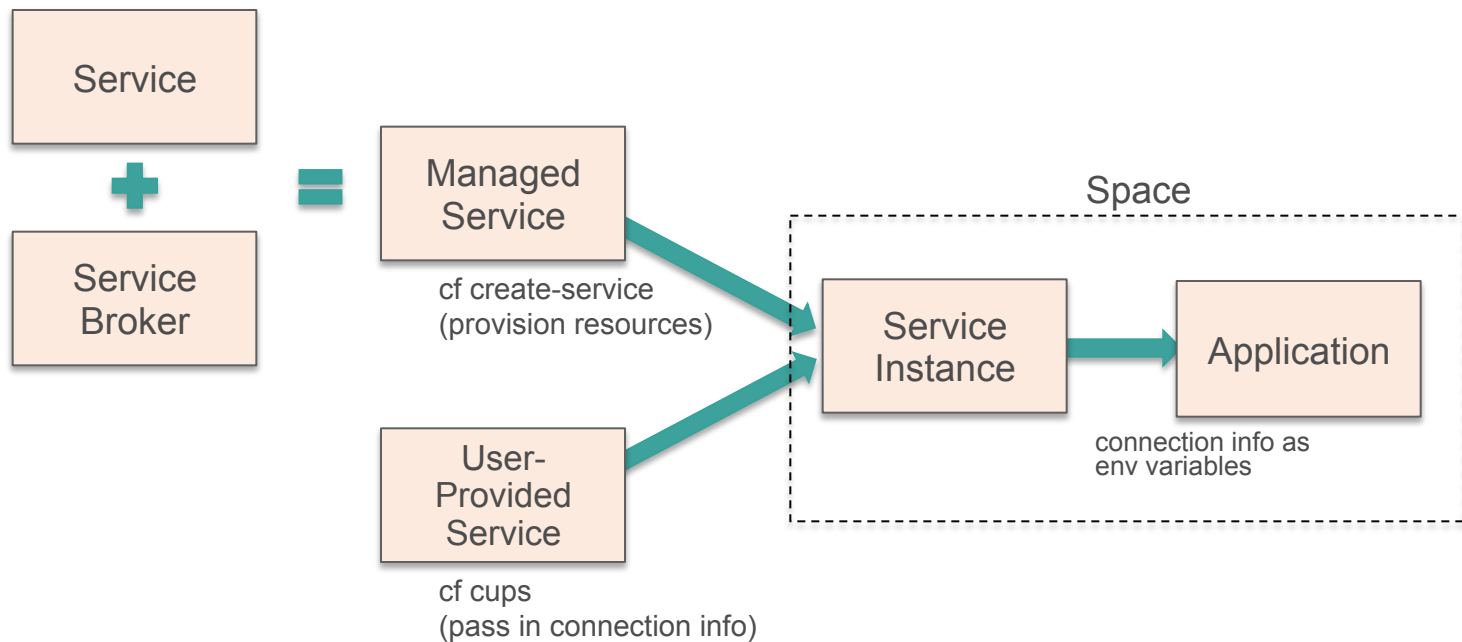 Service
Service
Broker
Managed
Service
cf create-service
(provision resources)
User-
Provided
Service
cf cups
(pass in connection info)
Space
Service
Instance
Application
connection info as
env variables